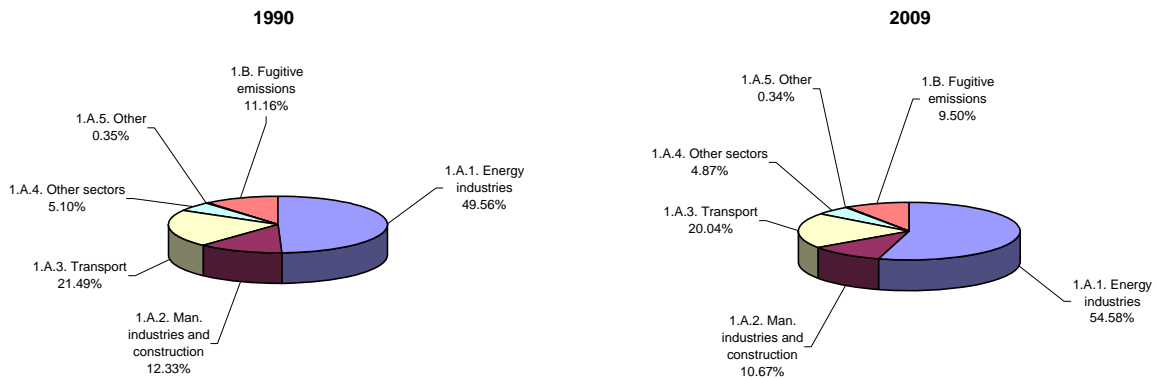 1990
1.B. Fugitive
emissions
11.16%
1.A.5. Other
0.35%
1.A.4. Other sectors
5.10%
1.A.3. Transport
21.49%
1.A.2. Man.
industries and
construction
12.33%
1.A.1. Energy
industries
49.56%
2009
1.B. Fugitive
emissions
9.50%
1.A.5. Other
0.34%
1.A.4. Other sectors
4.87%
1.A.3. Transport
20.04%
1.A.2. Man.
industries and
construction
10.67%
1.A.1. Energy
industries
54.58%